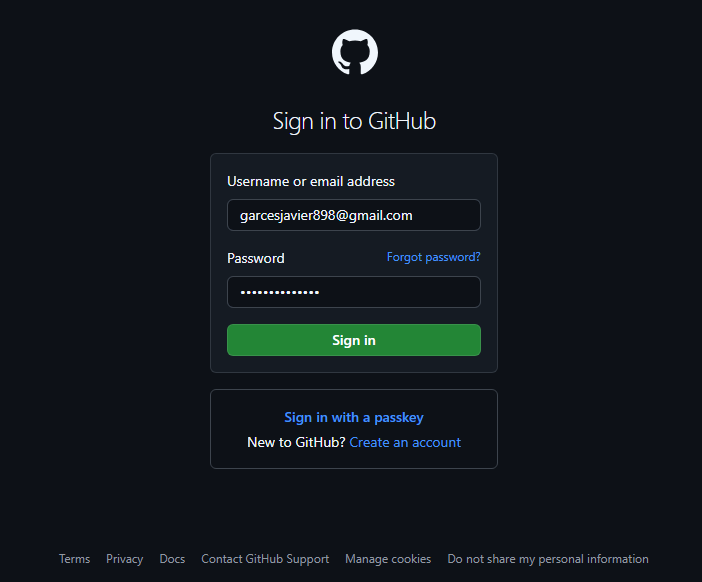 Sign in to GitHub
Username or email address
garcesjavier898@gmail.com
Password Forgot password?
••••••••••••••
Sign in
Sign in with a passkey
New to GitHub? Create an account
Terms Privacy Docs Contact GitHub Support Manage cookies Do not share my personal information